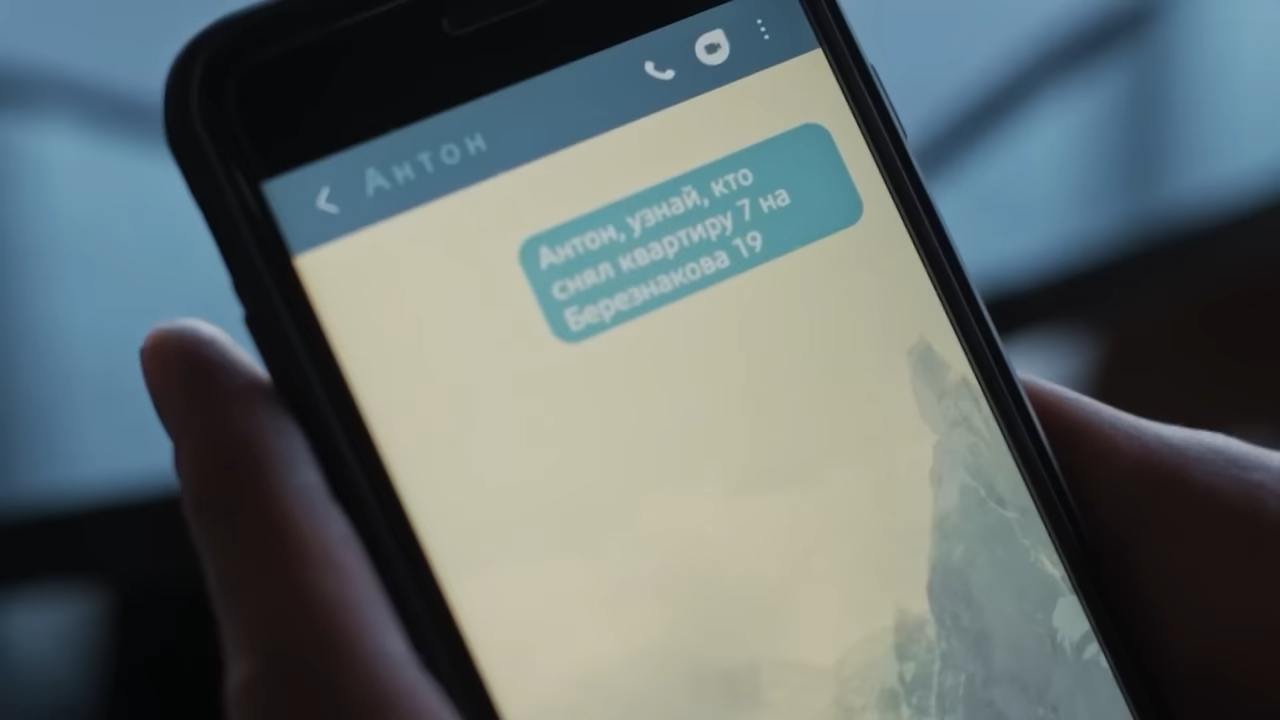 Антон
Антон, узнай, кто
снял квартиру 7 на
Березнакова 19